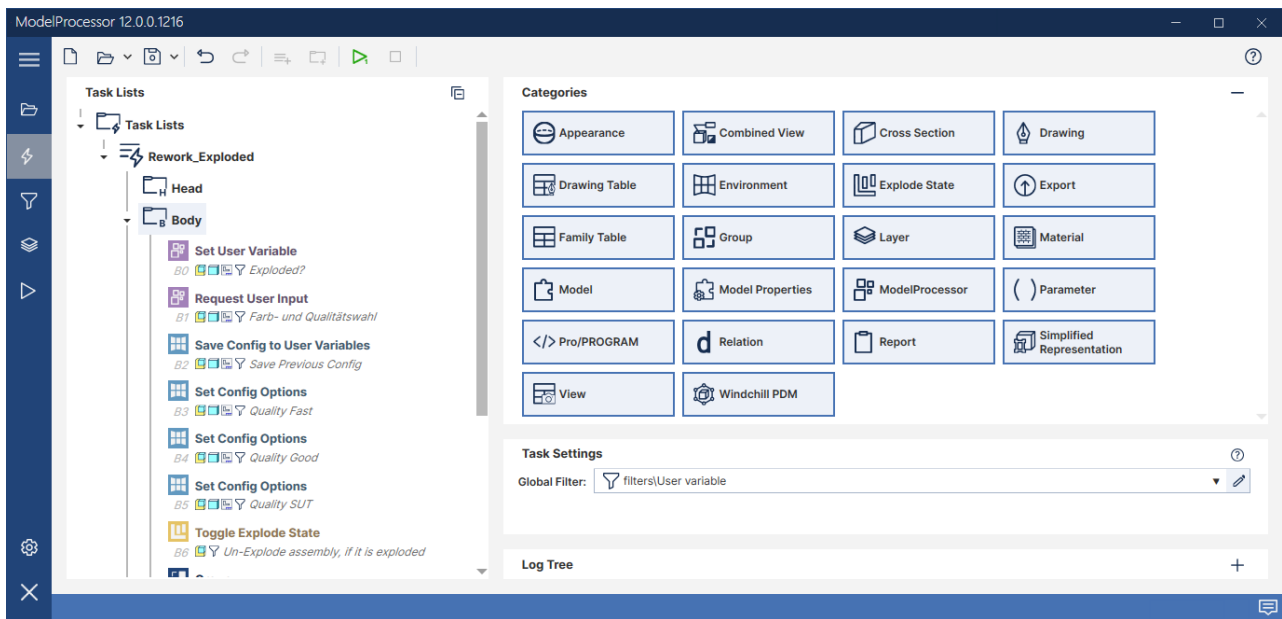 ModelProcessor 12.0.0.1216
Task Lists
Task Lists
Rework_Exploded
H Head
B Body
Set User Variable
B0 Exploded?
Request User Input
B1 Farb- und Qualitätswahl
Save Config to User Variables
B2 Save Previous Config
Set Config Options
B3 Quality Fast
Set Config Options
B4 Quality Good
Set Config Options
B5 Quality SUT
Toggle Explode State
B6 Un-Explode assembly, if it is exploded
Categories
Appearance
Combined View
Cross Section
Drawing
Drawing Table
Environment
Explode State
Export
Family Table
Group
Layer
Material
Model
Model Properties
ModelProcessor
( ) Parameter
</> Pro/PROGRAM
d Relation
Report
Simplified
Representation
View
Windchill PDM
Task Settings
Global Filter: filters\User variable
Log Tree